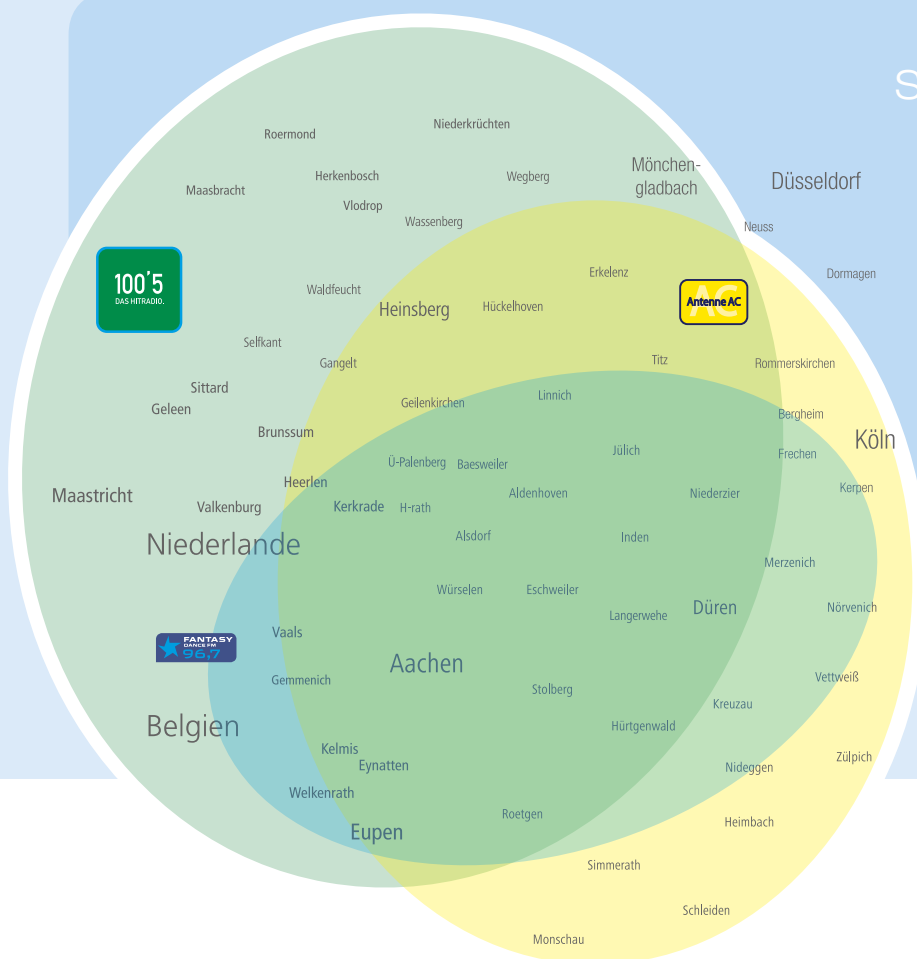 S
Niederkrüchten
Roermond
Mönchen-
gladbach
Düsseldorf
Herkenbosch
Wegberg
Maasbracht
Vlodrop
Wassenberg
Neuss
Erkelenz
Dormagen
100'5
DAS HITRADIO.
Waldfeucht
AC
Antenne AC
Heinsberg
Hückelhoven
Selfkant
Gangelt
Titz
Rommerskirchen
Sittard
Geleen
Geilenkirchen
Linnich
Bergheim
Brunssum
Köln
Jülich
Frechen
Ü-Palenberg
Baesweiler
Heerlen
Kerpen
Maastricht
Aldenhoven
Niederzier
Valkenburg
Kerkrade
H-rath
Niederlande
Alsdorf
Inden
Merzenich
Würselen
Eschweiler
Langerwehe
Düren
Nörvenich
Vaals
FANTASY
DANCE FM
96,7
Aachen
Gemmenich
Stolberg
Vettweiß
Kreuzau
Belgien
Hürtgenwald
Kelmis
Eynatten
Nideggen
Zülpich
Welkenrath
Roetgen
Heimbach
Eupen
Simmerath
Schleiden
Monschau